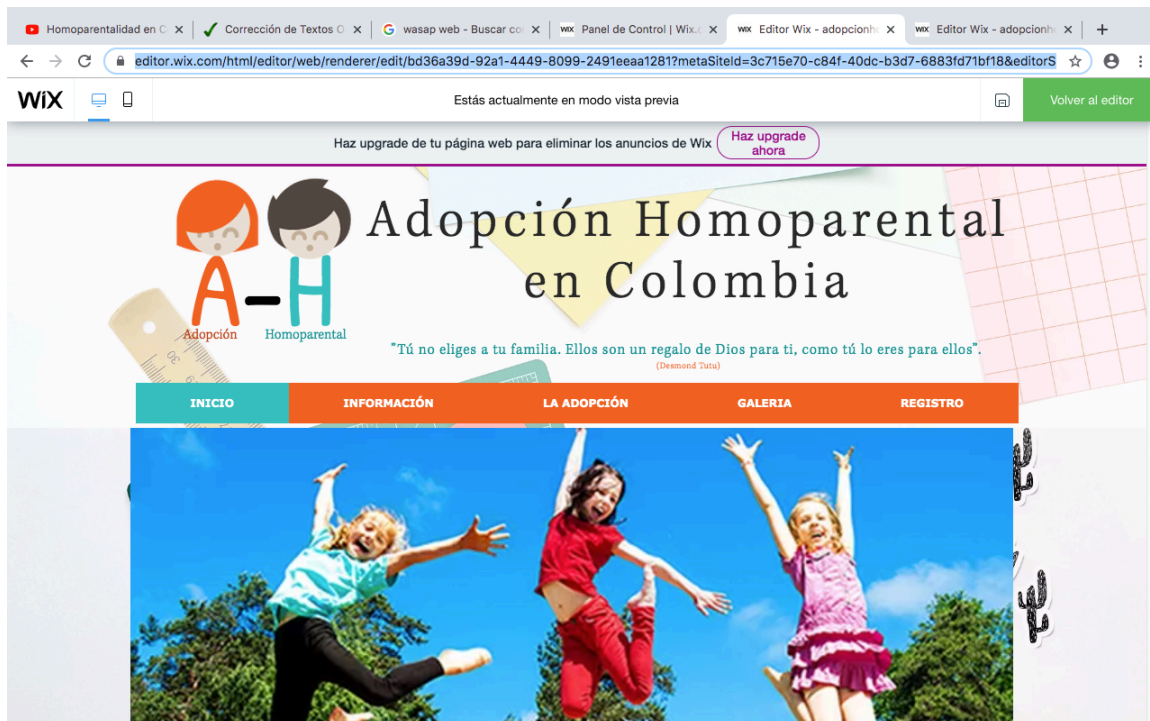 Homoparentalidad en C
Corrección de Textos O
wasap web - Buscar co
Panel de Control | Wix.c
Editor Wix - adopcionh
Editor Wix - adopcionh
editor.wix.com/html/editor/web/renderer/edit/bd36a39d-92a1-4449-8099-2491eeaa1281?metaSiteId=3c715e70-c84f-40dc-b3d7-6883fd71bf18&editorS
WiX
Estás actualmente en modo vista previa
Volver al editor
Haz upgrade de tu página web para eliminar los anuncios de Wix
Haz upgrade
ahora
Adopción Homoparental
en Colombia
A-H
Adopción Homoparental
"Tú no eliges a tu familia. Ellos son un regalo de Dios para ti, como tú lo eres para ellos".
(Desmond Tutu)
INICIO INFORMACIÓN LA ADOPCIÓN GALERIA REGISTRO